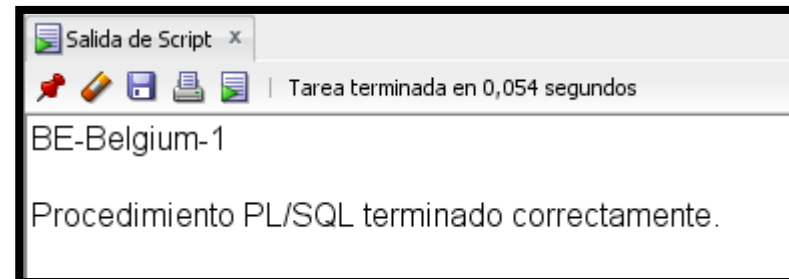 Salida de Script x
Tarea terminada en 0,054 segundos
BE-Belgium-1
Procedimiento PL/SQL terminado correctamente.